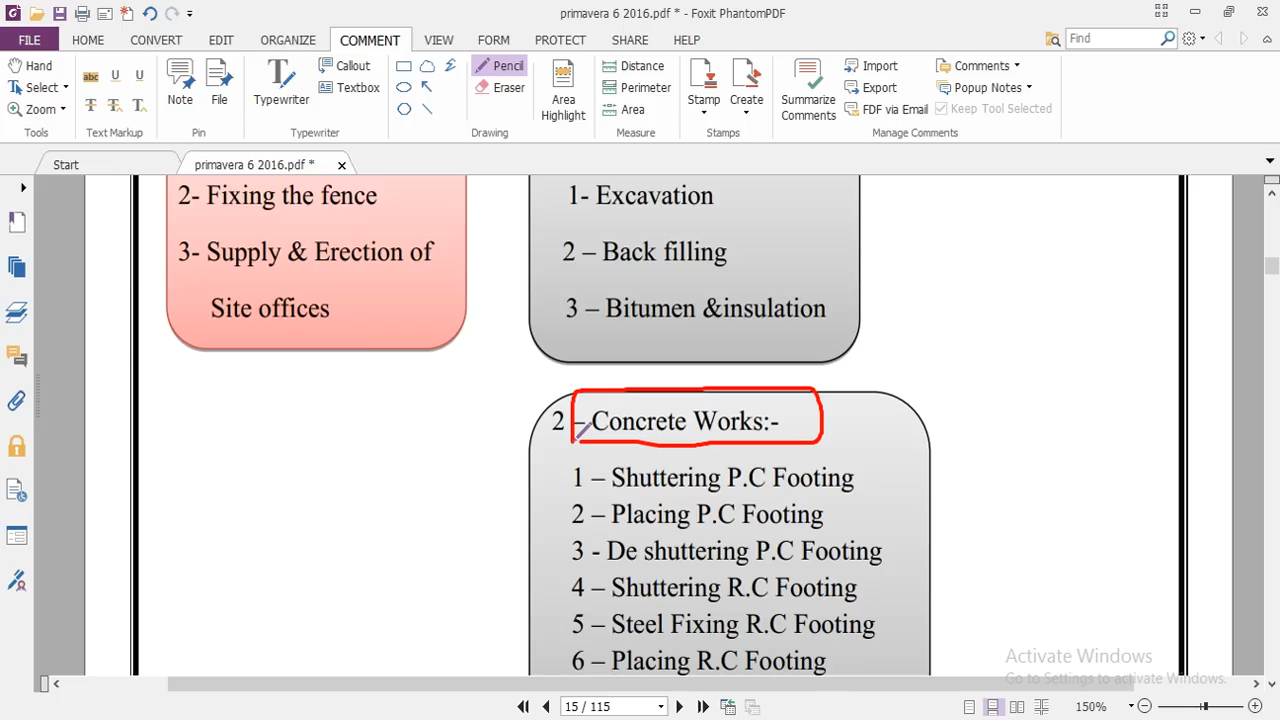 primavera 6 2016.pdf * - Foxit PhantomPDF
FILE HOME CONVERT EDIT ORGANIZE COMMENT VIEW FORM PROTECT SHARE HELP Find
Hand
Select
Zoom
Tools
abc U U
T T T
Text Markup
Note
File
Pin
Typewriter
Callout
Textbox
Typewriter
Pencil
Eraser
Drawing
Area
Highlight
Distance
Perimeter
Area
Measure
Stamp
Create
Stamps
Summarize
Comments
Import
Export
FDF via Email
Comments
Popup Notes
Keep Tool Selected
Manage Comments
Start
primavera 6 2016.pdf *
2- Fixing the fence
3- Supply & Erection of
Site offices
1- Excavation
2 – Back filling
3 – Bitumen &insulation
2 – Concrete Works:-
1 – Shuttering P.C Footing
2 – Placing P.C Footing
3 - De shuttering P.C Footing
4 – Shuttering R.C Footing
5 – Steel Fixing R.C Footing
6 – Placing R.C Footing
Activate Windows
Go to Settings to activate Windows.
15 / 115
150%